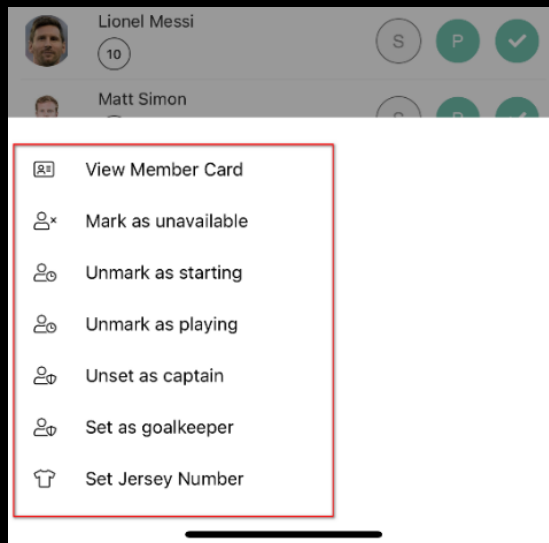 Lionel Messi
10
S P
Matt Simon
S P
View Member Card
Mark as unavailable
Unmark as starting
Unmark as playing
Unset as captain
Set as goalkeeper
Set Jersey Number